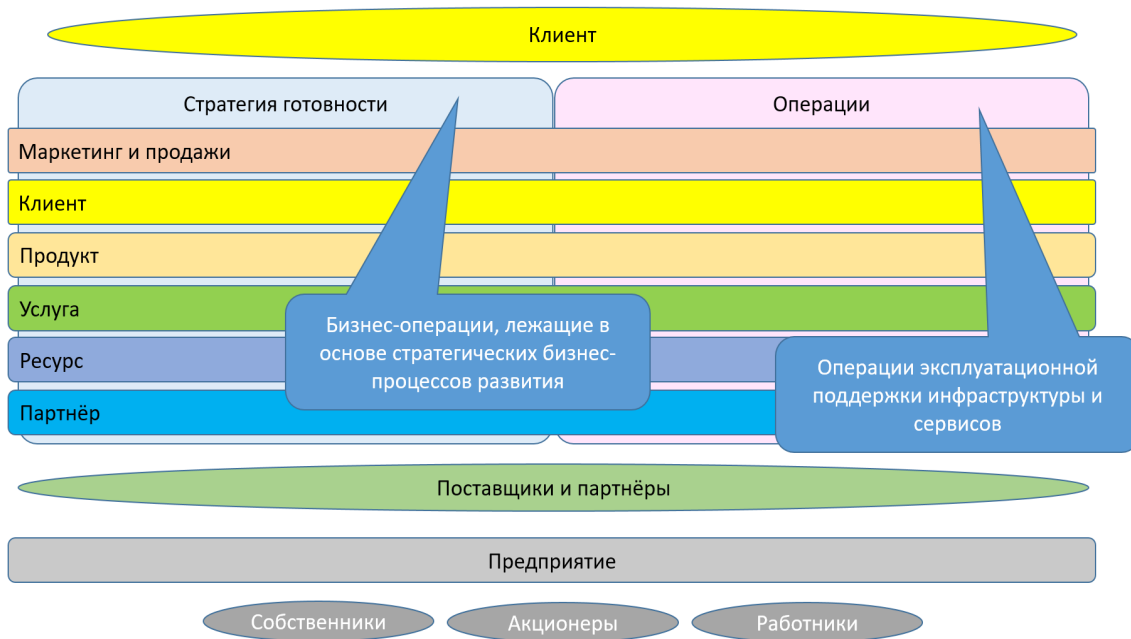 Клиент
Стратегия готовности
Операции
Маркетинг и продажи
Клиент
Продукт
Услуга
Ресурс
Партнёр
Бизнес-операции, лежащие в
основе стратегических бизнес-
процессов развития
Операции эксплуатационной
поддержки инфраструктуры и
сервисов
Поставщики и партнёры
Предприятие
Собственники
Акционеры
Работники